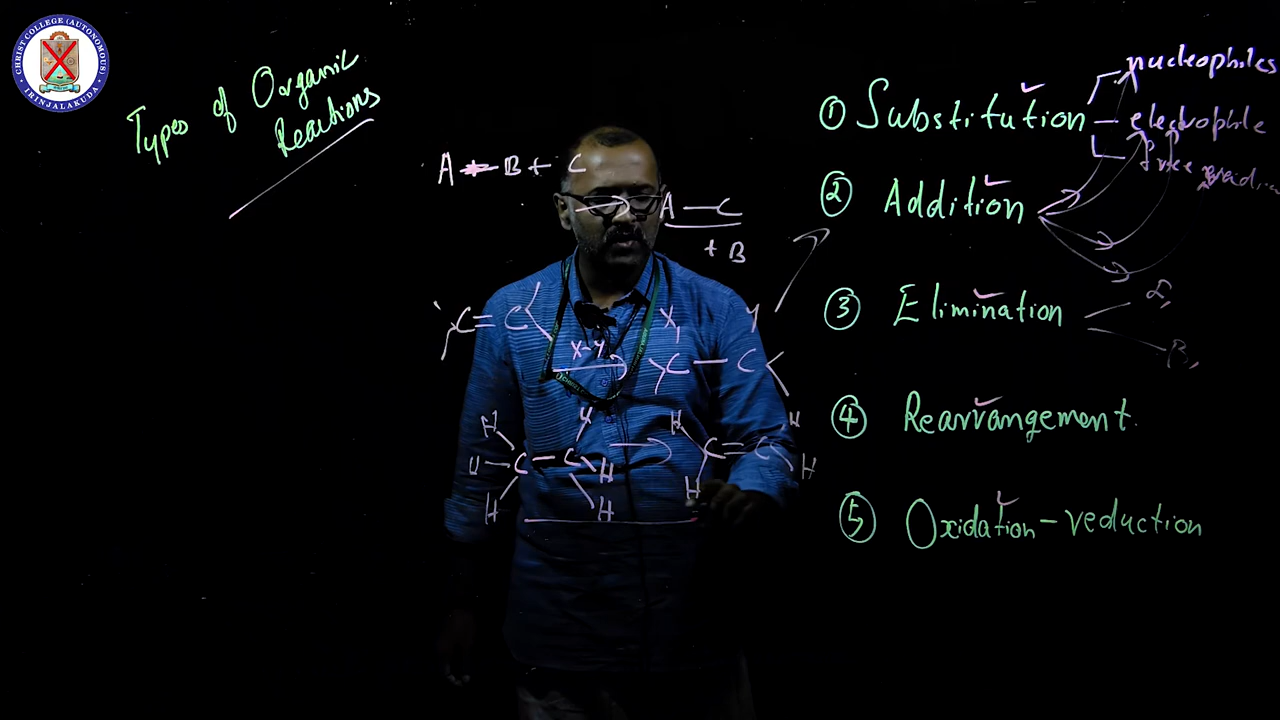 CHRIST COLLEGE (AUTONOMOUS)
IRINJALAKUDA
Types of Organic
Reactions
A - B + C
→ A — C
+ B
C = C
X-Y
→
X Y
C — C
H X
H — C — C H
H H
→
H H
C = C
H H
① Substitution
nucleophiles
electrophile
free
② Addition
③ Elimination
④ Rearrangement.
⑤ Oxidation - reduction